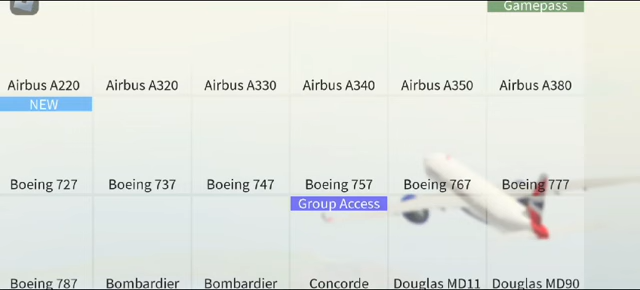 Gamepass
Airbus A220 Airbus A320 Airbus A330 Airbus A340 Airbus A350 Airbus A380
NEW
Boeing 727 Boeing 737 Boeing 747 Boeing 757 Boeing 767 Boeing 777
Group Access
Boeing 787 Bombardier Bombardier Concorde Douglas MD11 Douglas MD90